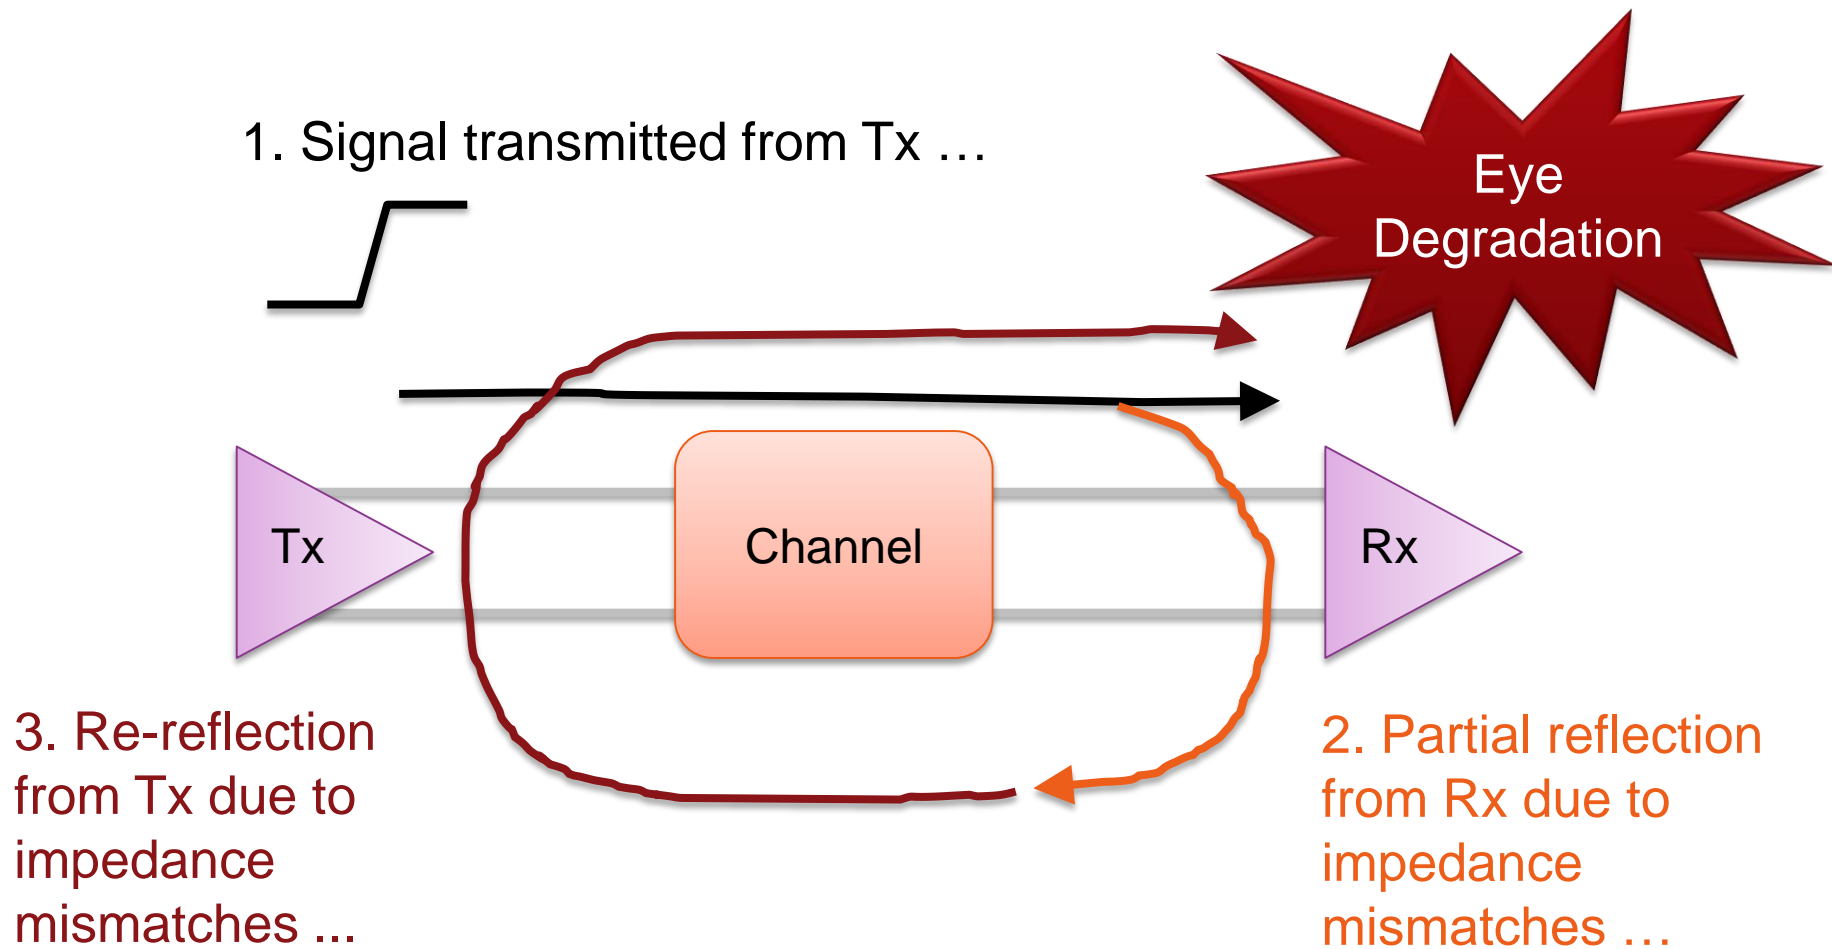 1. Signal transmitted from Tx …
Eye
Degradation
Tx
Channel
Rx
3. Re-reflection
from Tx due to
impedance
mismatches ...
2. Partial reflection
from Rx due to
impedance
mismatches …